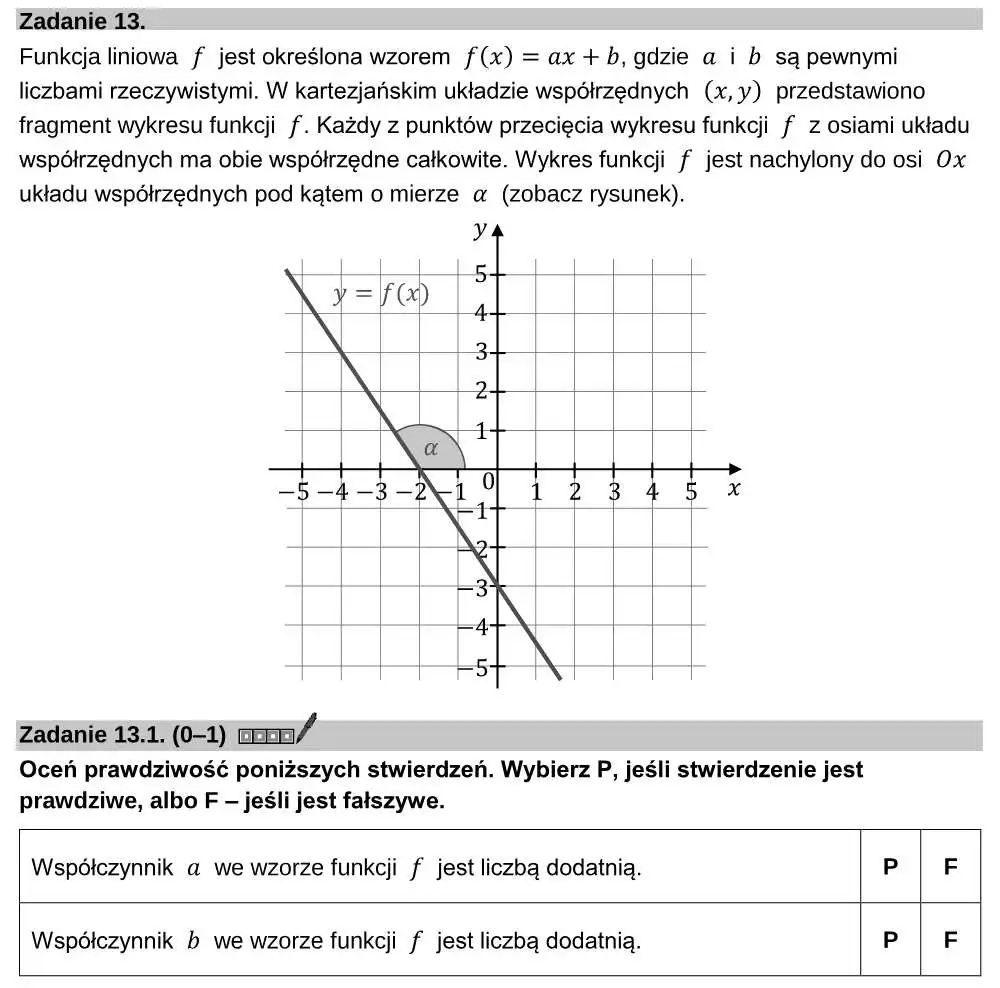 Zadanie 13.
Funkcja liniowa f jest określona wzorem f(x) = ax + b, gdzie a i b są pewnymi
liczbami rzeczywistymi. W kartezjańskim układzie współrzędnych (x, y) przedstawiono
fragment wykresu funkcji f. Każdy z punktów przecięcia wykresu funkcji f z osiami układu
współrzędnych ma obie współrzędne całkowite. Wykres funkcji f jest nachylony do osi Ox
układu współrzędnych pod kątem o mierze α (zobacz rysunek).
y
5
y = f(x)
4
3
2
1
α
0
−5 −4 −3 −2 −1 1 2 3 4 5 x
−1
−2
−3
−4
−5
Zadanie 13.1. (0–1)
Oceń prawdziwość poniższych stwierdzeń. Wybierz P, jeśli stwierdzenie jest
prawdziwe, albo F – jeśli jest fałszywe.
Współczynnik a we wzorze funkcji f jest liczbą dodatnią. P F
Współczynnik b we wzorze funkcji f jest liczbą dodatnią. P F